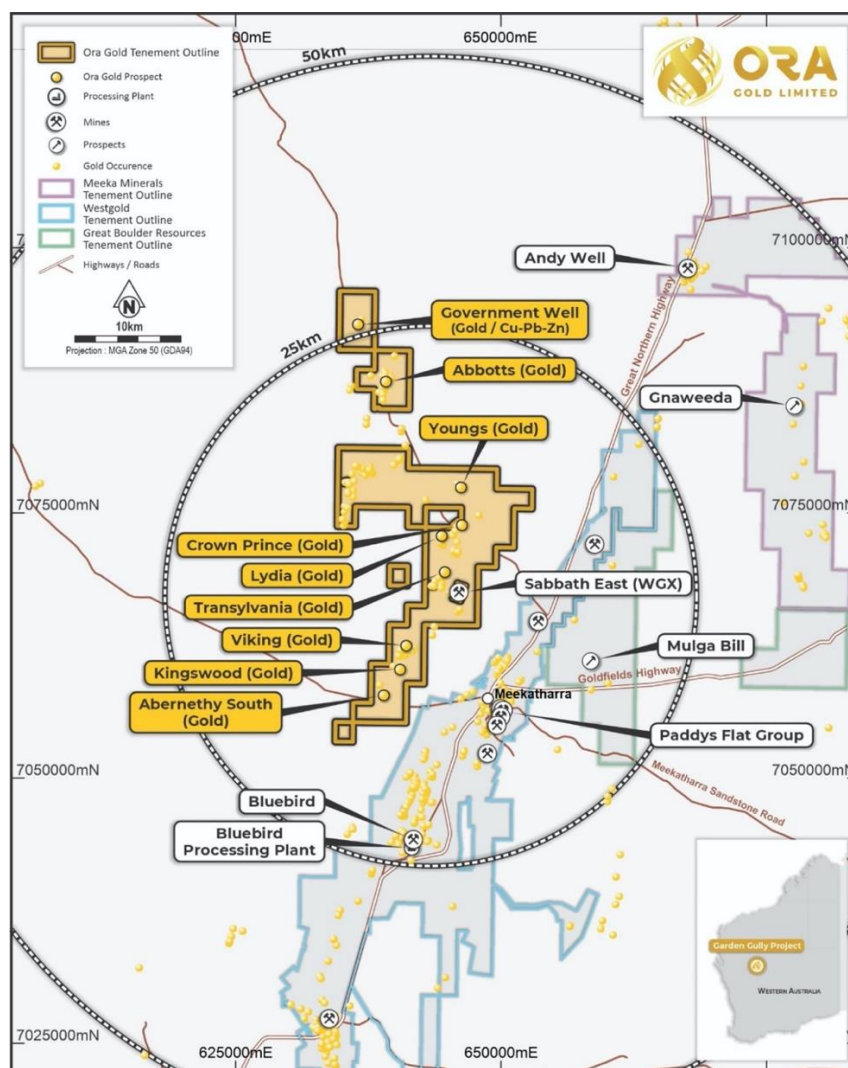 Ora Gold Tenement Outline
Ora Gold Prospect
Processing Plant
Mines
Prospects
Gold Occurence
Meeka Minerals
Tenement Outline
Westgold
Tenement Outline
Great Boulder Resources
Tenement Outline
Highways / Roads
N
10km
Projection : MGA Zone 50 (GDA94)
00mE
650000mE
50km
ORA
GOLD LIMITED
7100000mN
Andy Well
Great Northern Highway
Government Well
(Gold / Cu-Pb-Zn)
25km
Abbotts (Gold)
Gnaweeda
Youngs (Gold)
7075000mN
7075000mN
Crown Prince (Gold)
Lydia (Gold)
Sabbath East (WGX)
Transylvania (Gold)
Viking (Gold)
Mulga Bill
Kingswood (Gold)
Goldfields Highway
Meekatharra
Abernethy South
(Gold)
Paddys Flat Group
7050000mN
7050000mN
Meekatharra Sandstone Road
Bluebird
Bluebird
Processing Plant
Garden Gully Project
Western Australia
7025000mN
625000mE
650000mE